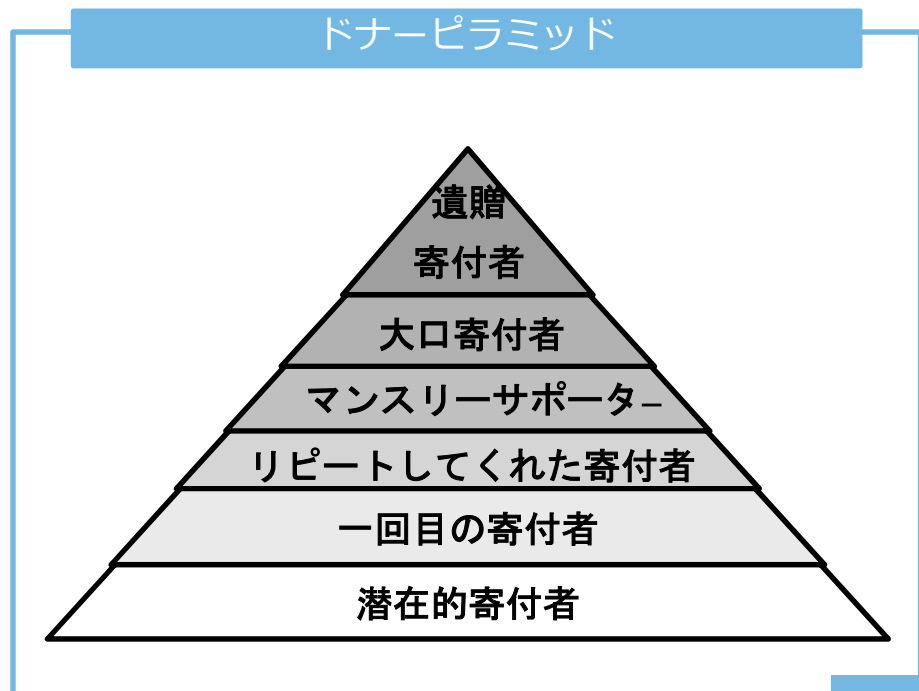 ドナーピラミッド
遺贈
寄付者
大口寄付者
マンスリーサポーター
リピートしてくれた寄付者
一回目の寄付者
潜在的寄付者